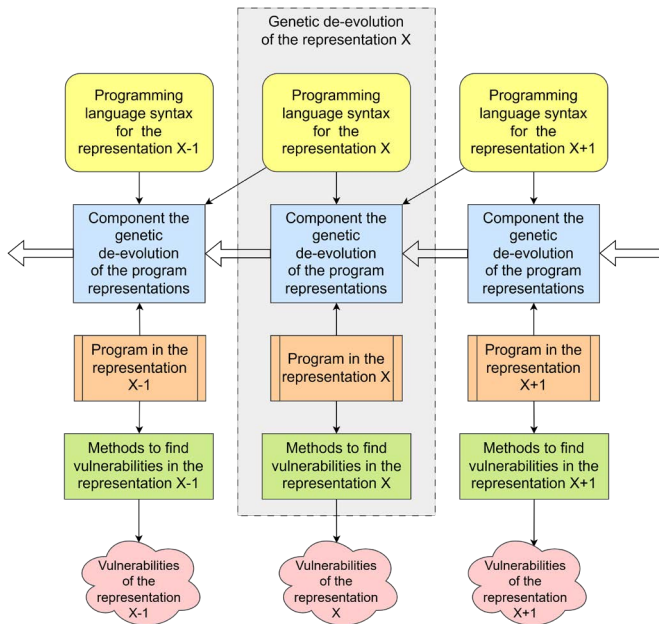 Genetic de-evolution
of the representation X
Programming
language syntax
for the
representation X-1
Programming
language syntax
for the
representation
X
Programming
language syntax
for the
representation X+1
Component the
genetic
de-evolution
of the program
representations
Component the
genetic
de-evolution
of the program
representations
Component the
genetic
de-evolution
of the program
representations
Program in the
representation
X-1
Program in the
representation X
Program in the
representation
X+1
Methods to find
vulnerabilities in the
representation X-1
Methods to find
vulnerabilities in the
representation
X
Methods to find
vulnerabilities in the
representation X+1
Vulnerabilities
of the
representation
X-1
Vulnerabilities
of the
representation
X
Vulnerabilities
of the
representation
X+1